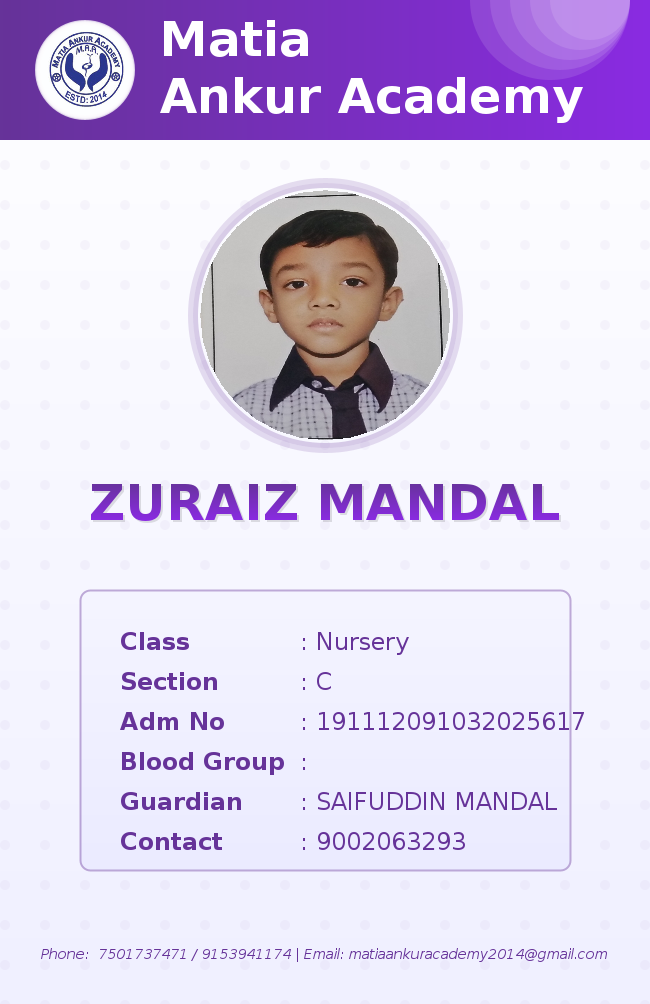 Matia
Ankur Academy
MATIA ANKUR ACADEMY
M.A.A
ESTD: 2014
ZURAIZ MANDAL
Class : Nursery
Section : C
Adm No : 191112091032025617
Blood Group :
Guardian : SAIFUDDIN MANDAL
Contact : 9002063293
Phone: 7501737471 / 9153941174 | Email: matiaankuracademy2014@gmail.com